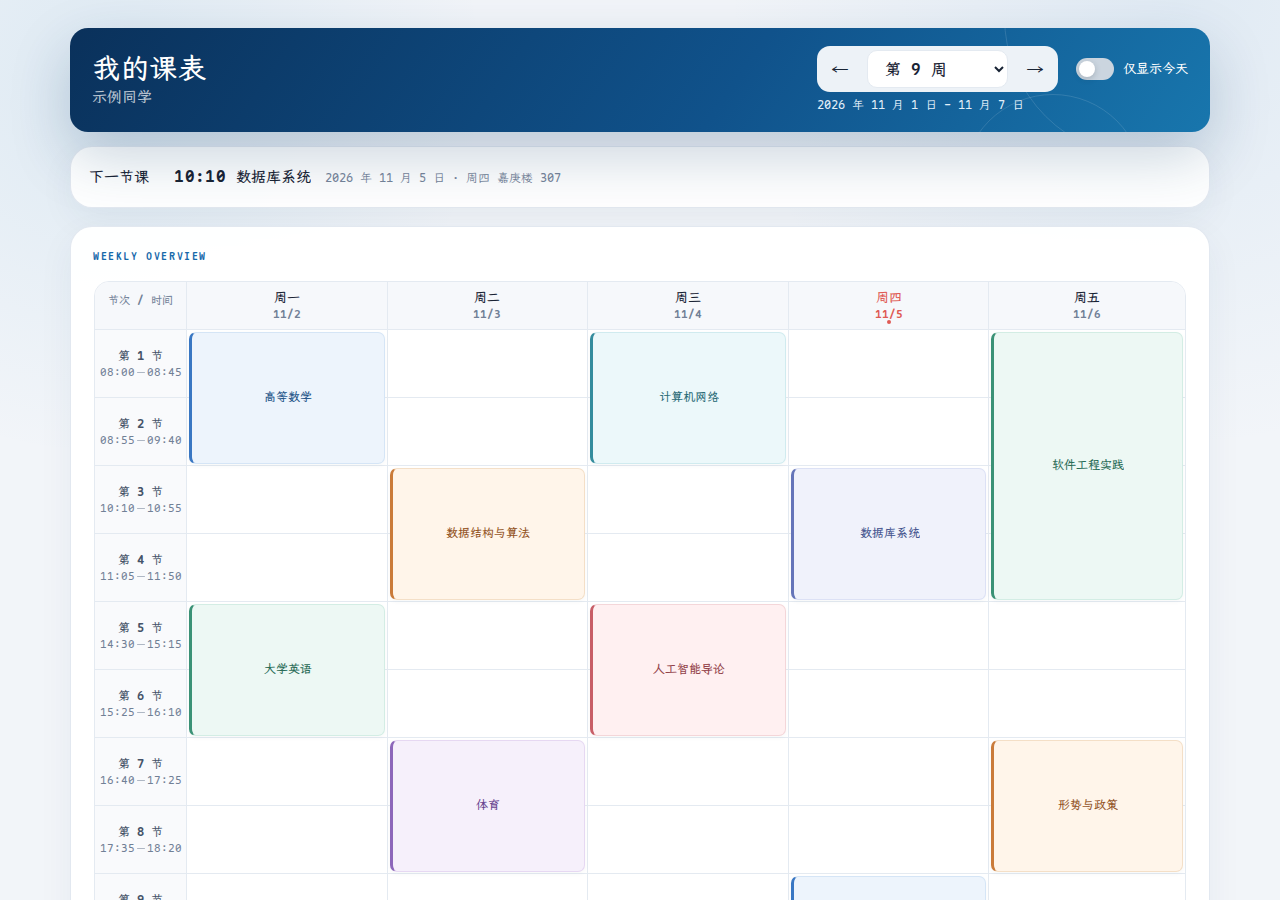 我的课表
示例同学
← 第 9 周 → 仅显示今天
2026 年 11 月 1 日 – 11 月 7 日
下一节课 10:10 数据库系统 2026 年 11 月 5 日 · 周四 嘉庚楼 307
WEEKLY OVERVIEW
节次 / 时间 周一 周二 周三 周四 周五
11/2 11/3 11/4 11/5 11/6
第 1 节
08:00—08:45
高等数学 计算机网络
第 2 节
08:55—09:40
软件工程实践
第 3 节
10:10—10:55
数据结构与算法 数据库系统
第 4 节
11:05—11:50
第 5 节
14:30—15:15
大学英语 人工智能导论
第 6 节
15:25—16:10
第 7 节
16:40—17:25
体育 形势与政策
第 8 节
17:35—18:20
第 9 节